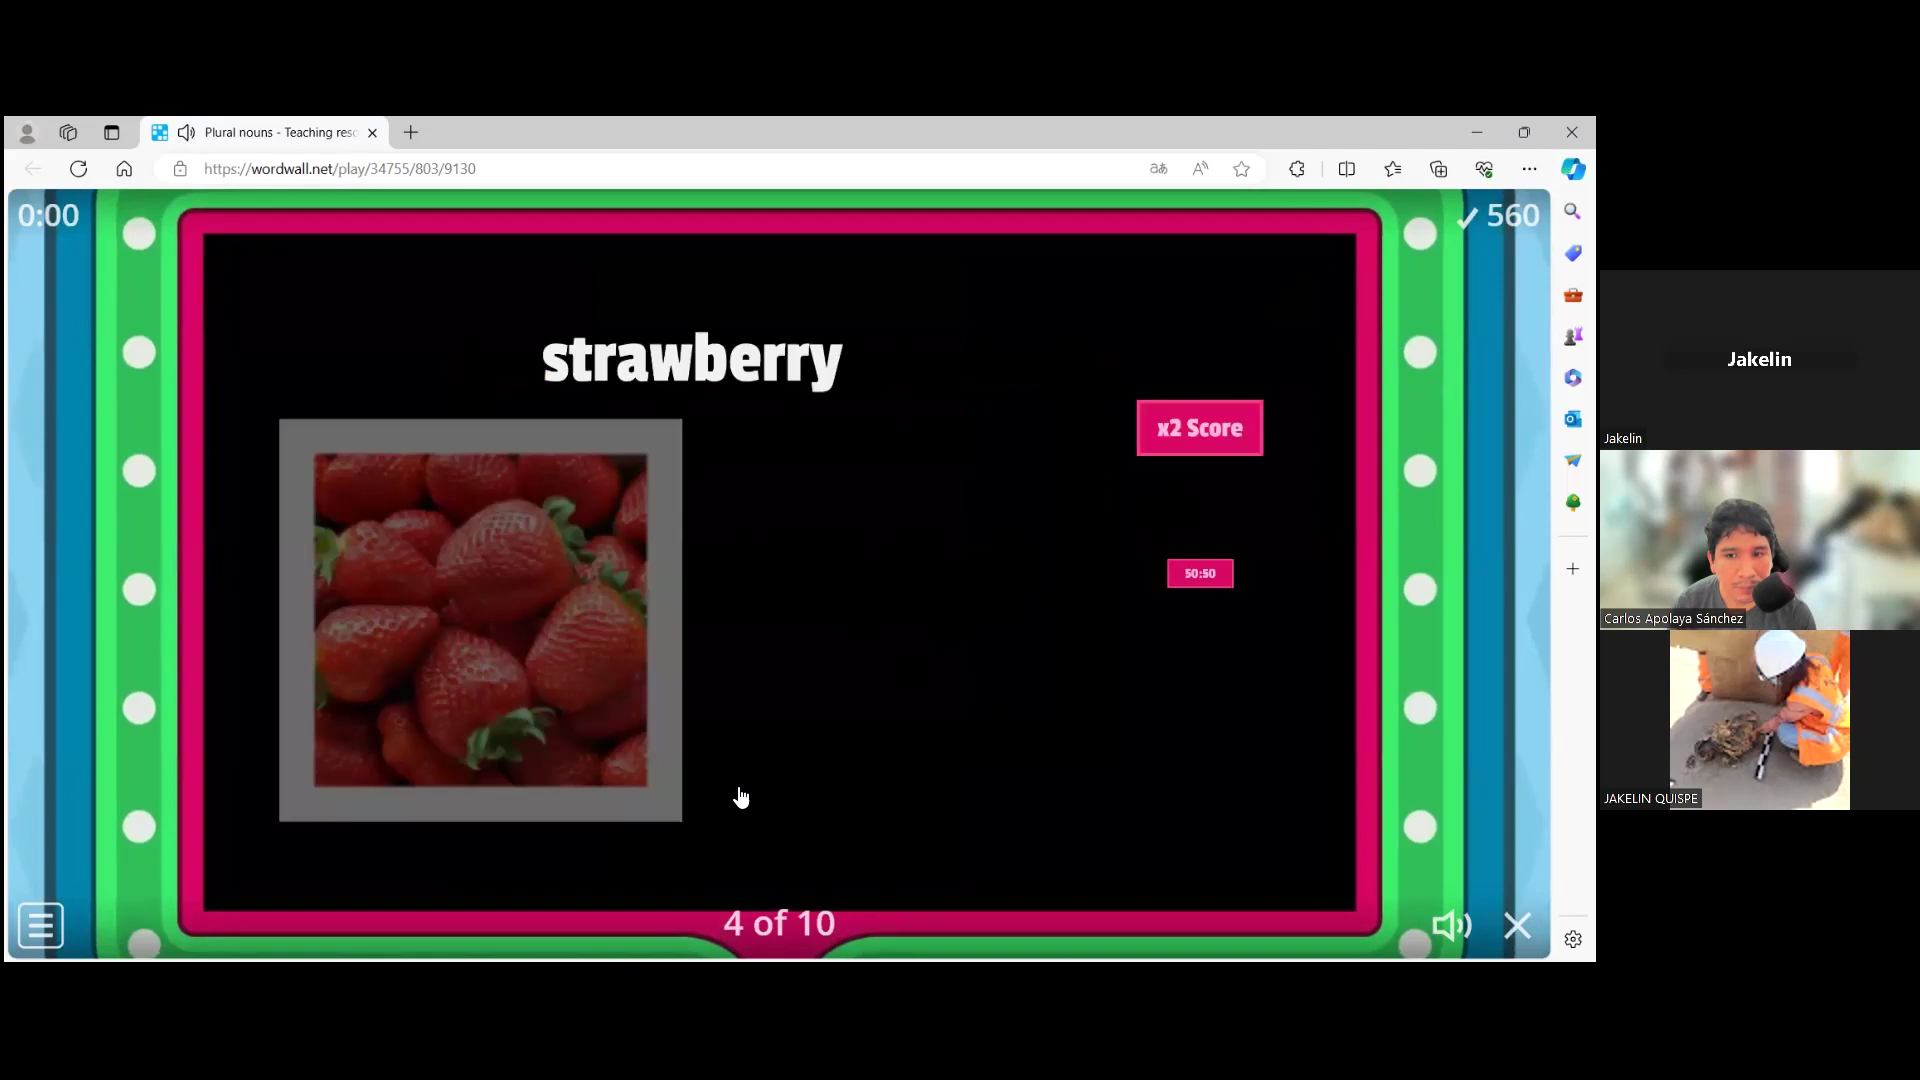 Plural nouns - Teaching reso
https://wordwall.net/play/34755/803/9130
0:00
560
strawberry
x2 Score
50:50
4 of 10
Jakelin
Jakelin
Carlos Apolaya Sánchez
JAKELIN QUISPE